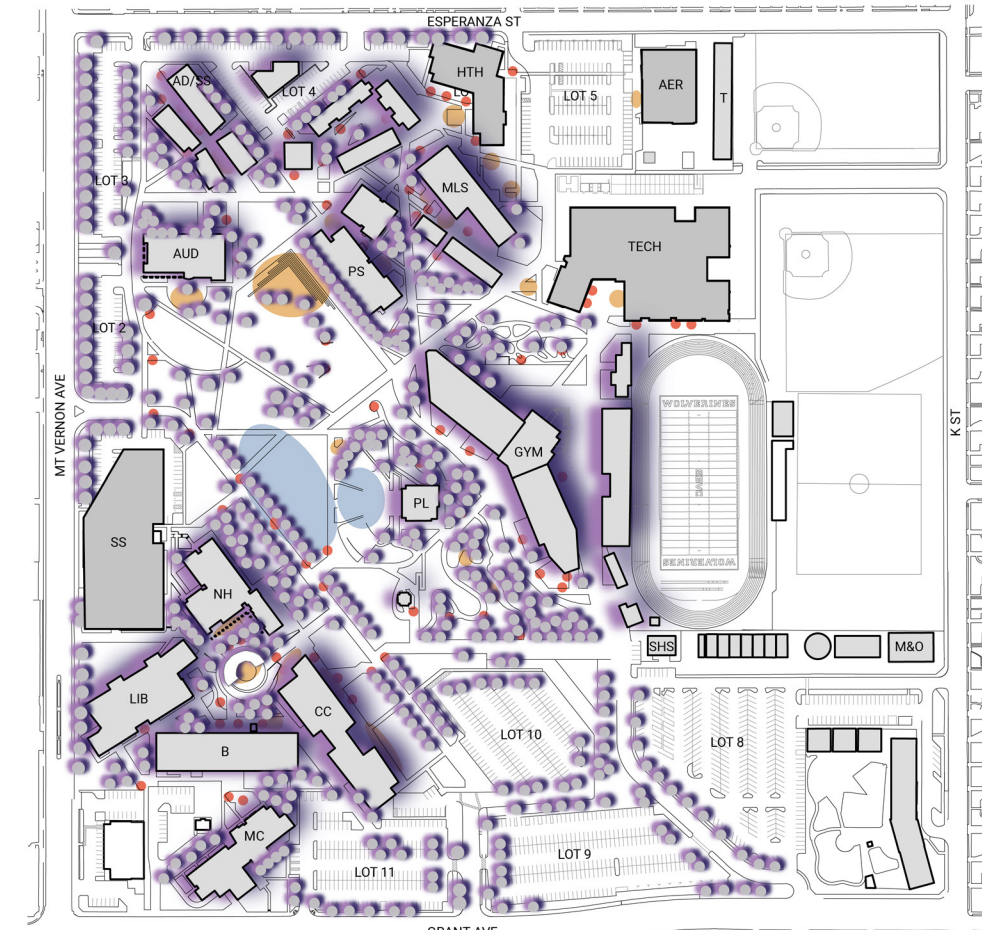 ESPERANZA ST
HTH
AD/SS
LOT 4
LO
LOT 5
AER
T
LOT 3
MLS
AUD
PS
TECH
LOT 2
MT VERNON AVE
K ST
WOLVERINES
GYM
PL
SS
WOLVERINES
NH
SHS
M&O
LIB
CC
B
LOT 10
LOT 8
MC
LOT 9
LOT 11
GRANT AVE